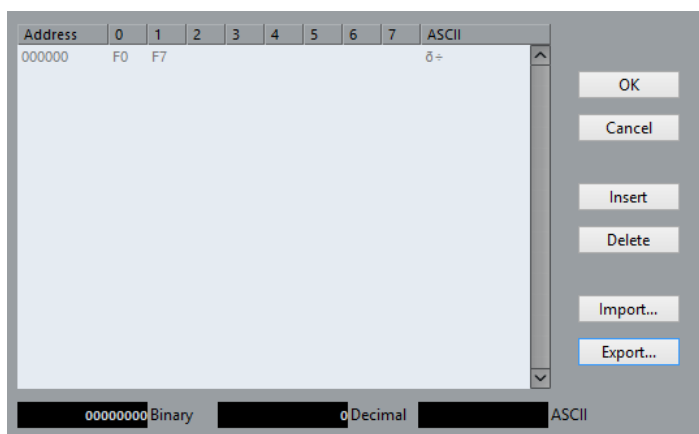 Address 0 1 2 3 4 5 6 7 ASCII
000000 F0 F7 ð÷
OK
Cancel
Insert
Delete
Import...
Export...
00000000 Binary 0 Decimal ASCII